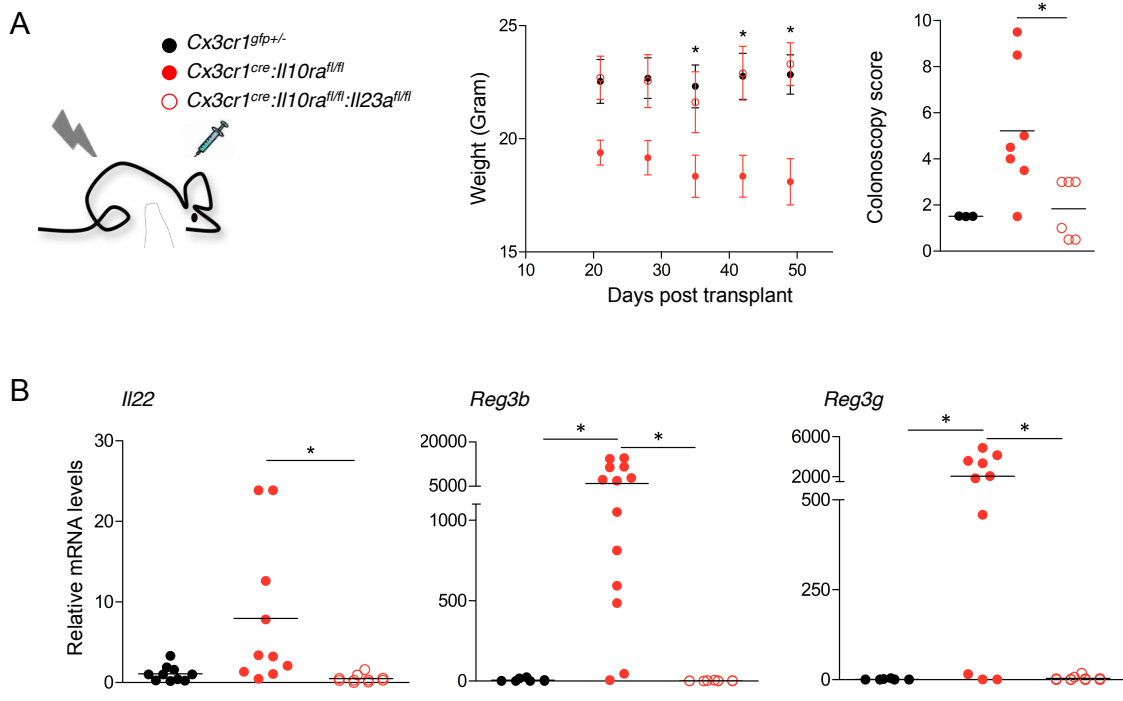 A
Cx3cr1gfp+/-
Cx3cr1cre:Il10rafl/fl
Cx3cr1cre:Il10rafl/fl:Il23afl/fl
Weight (Gram)
25
20
15
* * *
10 20 30 40 50
Days post transplant
Colonoscopy score
10
8
6
4
2
0
*
B
Il22
Relative mRNA levels
30
20
10
0
*
Reg3b
20000
5000
1000
500
0
* *
Reg3g
6000
2000
500
250
0
* *